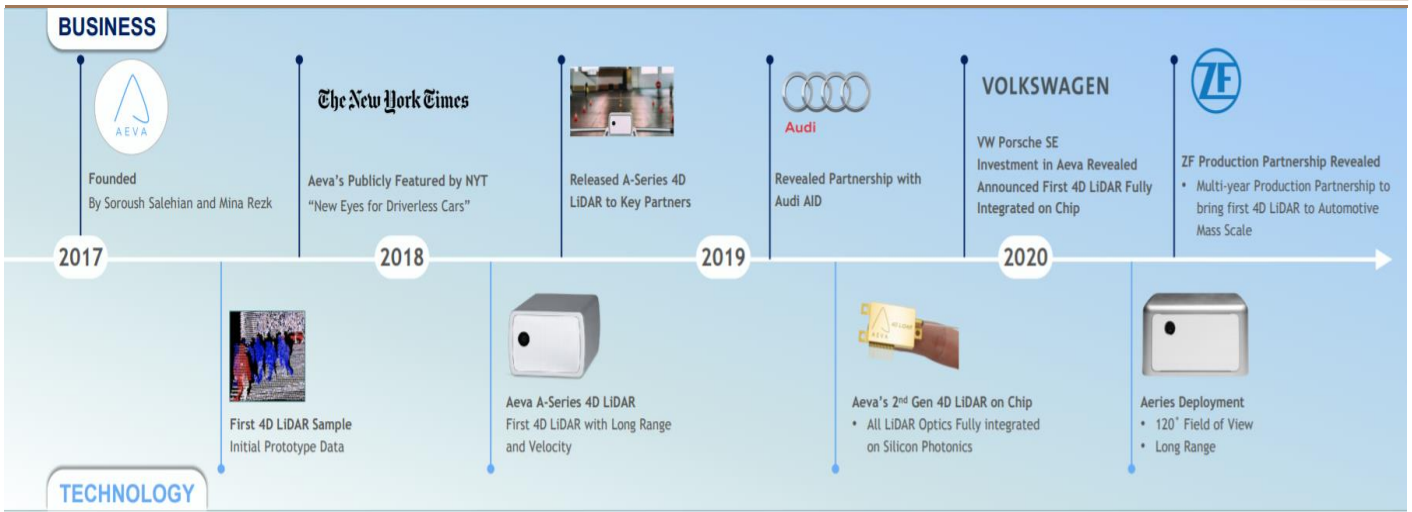 BUSINESS
AEVA
Founded
By Soroush Salehian and Mina Rezk
The New York Times
Aeva's Publicly Featured by NYT
"New Eyes for Driverless Cars"
Released A-Series 4D
LiDAR to Key Partners
Audi
Revealed Partnership with
Audi AID
VOLKSWAGEN
VW Porsche SE
Investment in Aeva Revealed
Announced First 4D LiDAR Fully
Integrated on Chip
ZF
ZF Production Partnership Revealed
• Multi-year Production Partnership to
bring first 4D LiDAR to Automotive
Mass Scale
2017
2018
2019
2020
First 4D LiDAR Sample
Initial Prototype Data
Aeva A-Series 4D LiDAR
First 4D LiDAR with Long Range
and Velocity
AEVA
4D LiDAR
Aeva's 2nd Gen 4D LiDAR on Chip
• All LiDAR Optics Fully integrated
on Silicon Photonics
Aeries Deployment
• 120° Field of View
• Long Range
TECHNOLOGY